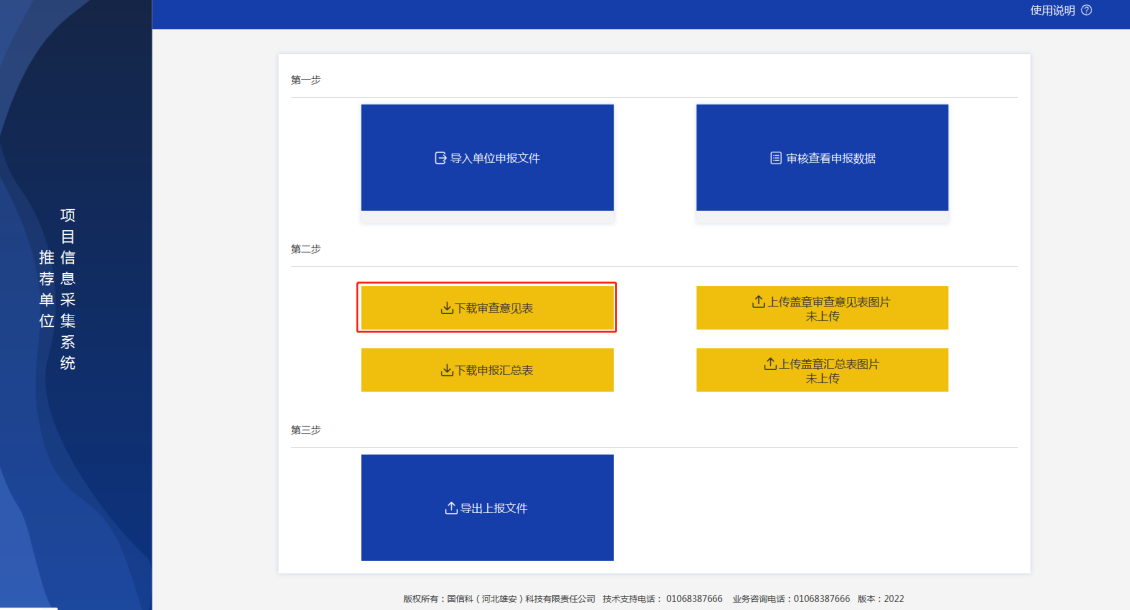 使用说明
项目信息采集系统
推荐单位
第一步
导入单位申报文件
审核查看申报数据
第二步
下载审查意见表
上传盖章审查意见表图片
未上传
下载申报汇总表
上传盖章汇总表图片
未上传
第三步
导出上报文件
版权所有：国信科（河北雄安）科技有限责任公司 技术支持电话： 01068387666 业务咨询电话：01068387666 版本：2022